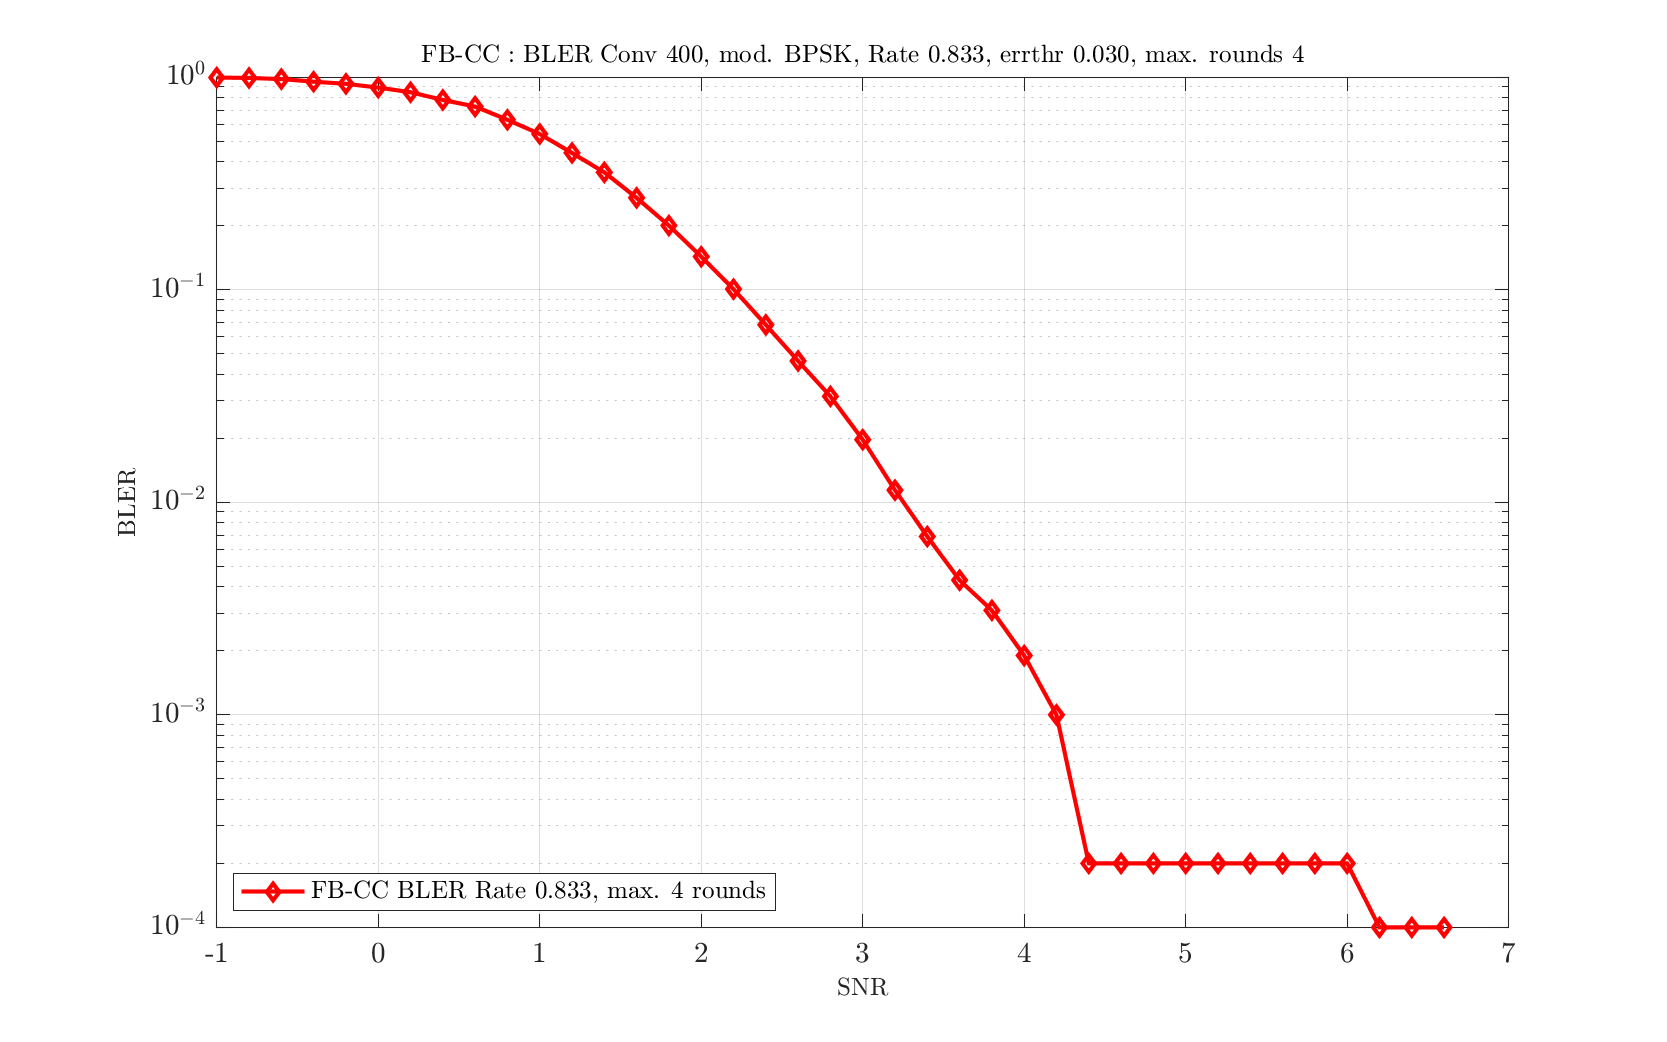 FB-CC : BLER Conv 400, mod. BPSK, Rate 0.833, errthr 0.030, max. rounds 4
10^0
10^−1
10^−2
10^−3
10^−4
BLER
FB-CC BLER Rate 0.833, max. 4 rounds
-1 0 1 2 3 4 5 6 7
SNR